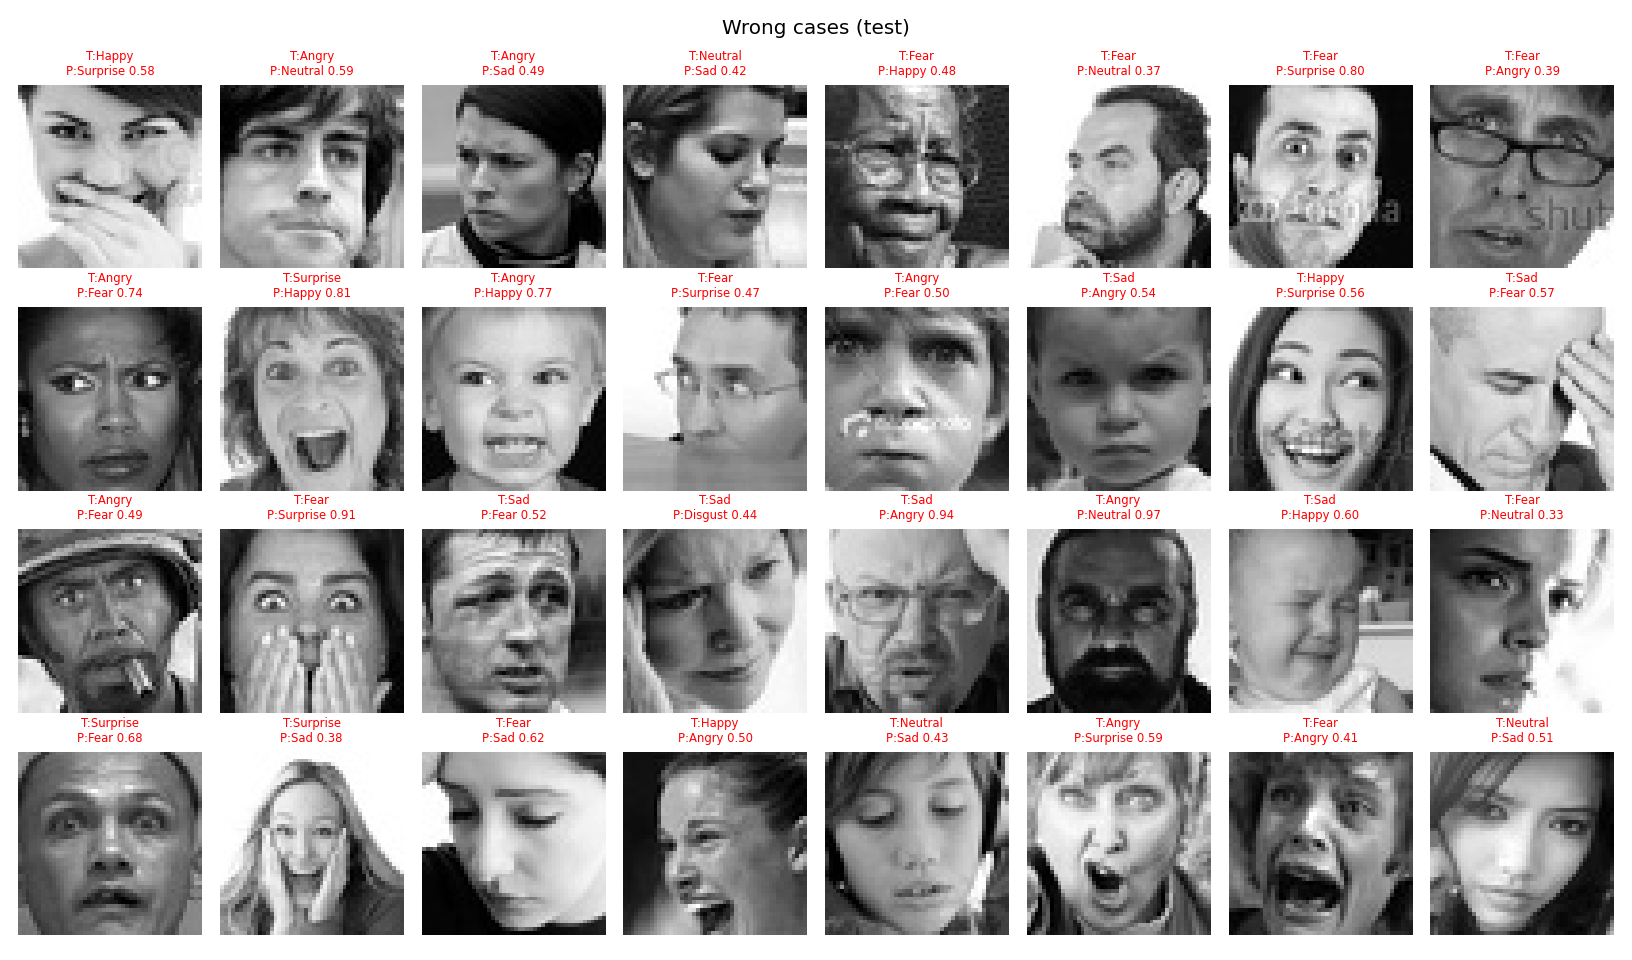 Wrong cases (test)
T:Happy
P:Surprise 0.58
T:Angry
P:Neutral 0.59
T:Angry
P:Sad 0.49
T:Neutral
P:Sad 0.42
T:Fear
P:Happy 0.48
T:Fear
P:Neutral 0.37
T:Fear
P:Surprise 0.80
T:Fear
P:Angry 0.39
shut
T:Angry
P:Fear 0.74
T:Surprise
P:Happy 0.81
T:Angry
P:Happy 0.77
T:Fear
P:Surprise 0.47
T:Angry
P:Fear 0.50
T:Sad
P:Angry 0.54
T:Happy
P:Surprise 0.56
T:Sad
P:Fear 0.57
T:Angry
P:Fear 0.49
T:Fear
P:Surprise 0.91
T:Sad
P:Fear 0.52
T:Sad
P:Disgust 0.44
T:Sad
P:Angry 0.94
T:Angry
P:Neutral 0.97
T:Sad
P:Happy 0.60
T:Fear
P:Neutral 0.33
T:Surprise
P:Fear 0.68
T:Surprise
P:Sad 0.38
T:Fear
P:Sad 0.62
T:Happy
P:Angry 0.50
T:Neutral
P:Sad 0.43
T:Angry
P:Surprise 0.59
T:Fear
P:Angry 0.41
T:Neutral
P:Sad 0.51